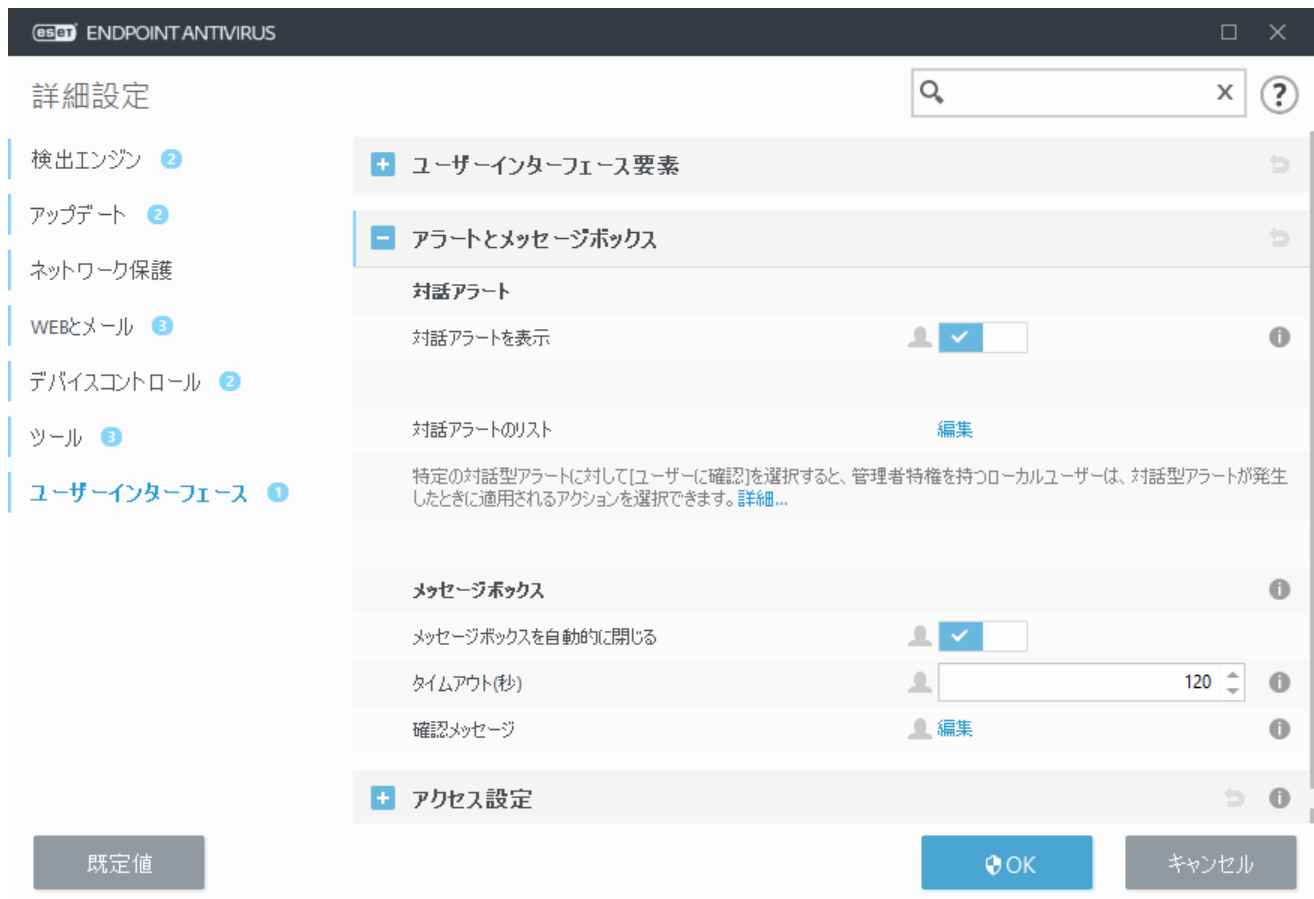 eset ENDPOINT ANTIVIRUS
詳細設定
x
?
検出エンジン 2
アップデート 2
ネットワーク保護
WEBとメール 3
デバイスコントロール 2
ツール 3
ユーザーインターフェース 1
+ ユーザーインターフェース要素
- アラートとメッセージボックス
対話アラート
対話アラートを表示 i
対話アラートのリスト 編集
特定の対話型アラートに対して[ユーザーに確認]を選択すると、管理者特権を持つローカルユーザーは、対話型アラートが発生
したときに適用されるアクションを選択できます。詳細...
メッセージボックス i
メッセージボックスを自動的に閉じる
タイムアウト(秒) 120 i
確認メッセージ 編集 i
+ アクセス設定 i
既定値
OK
キャンセル